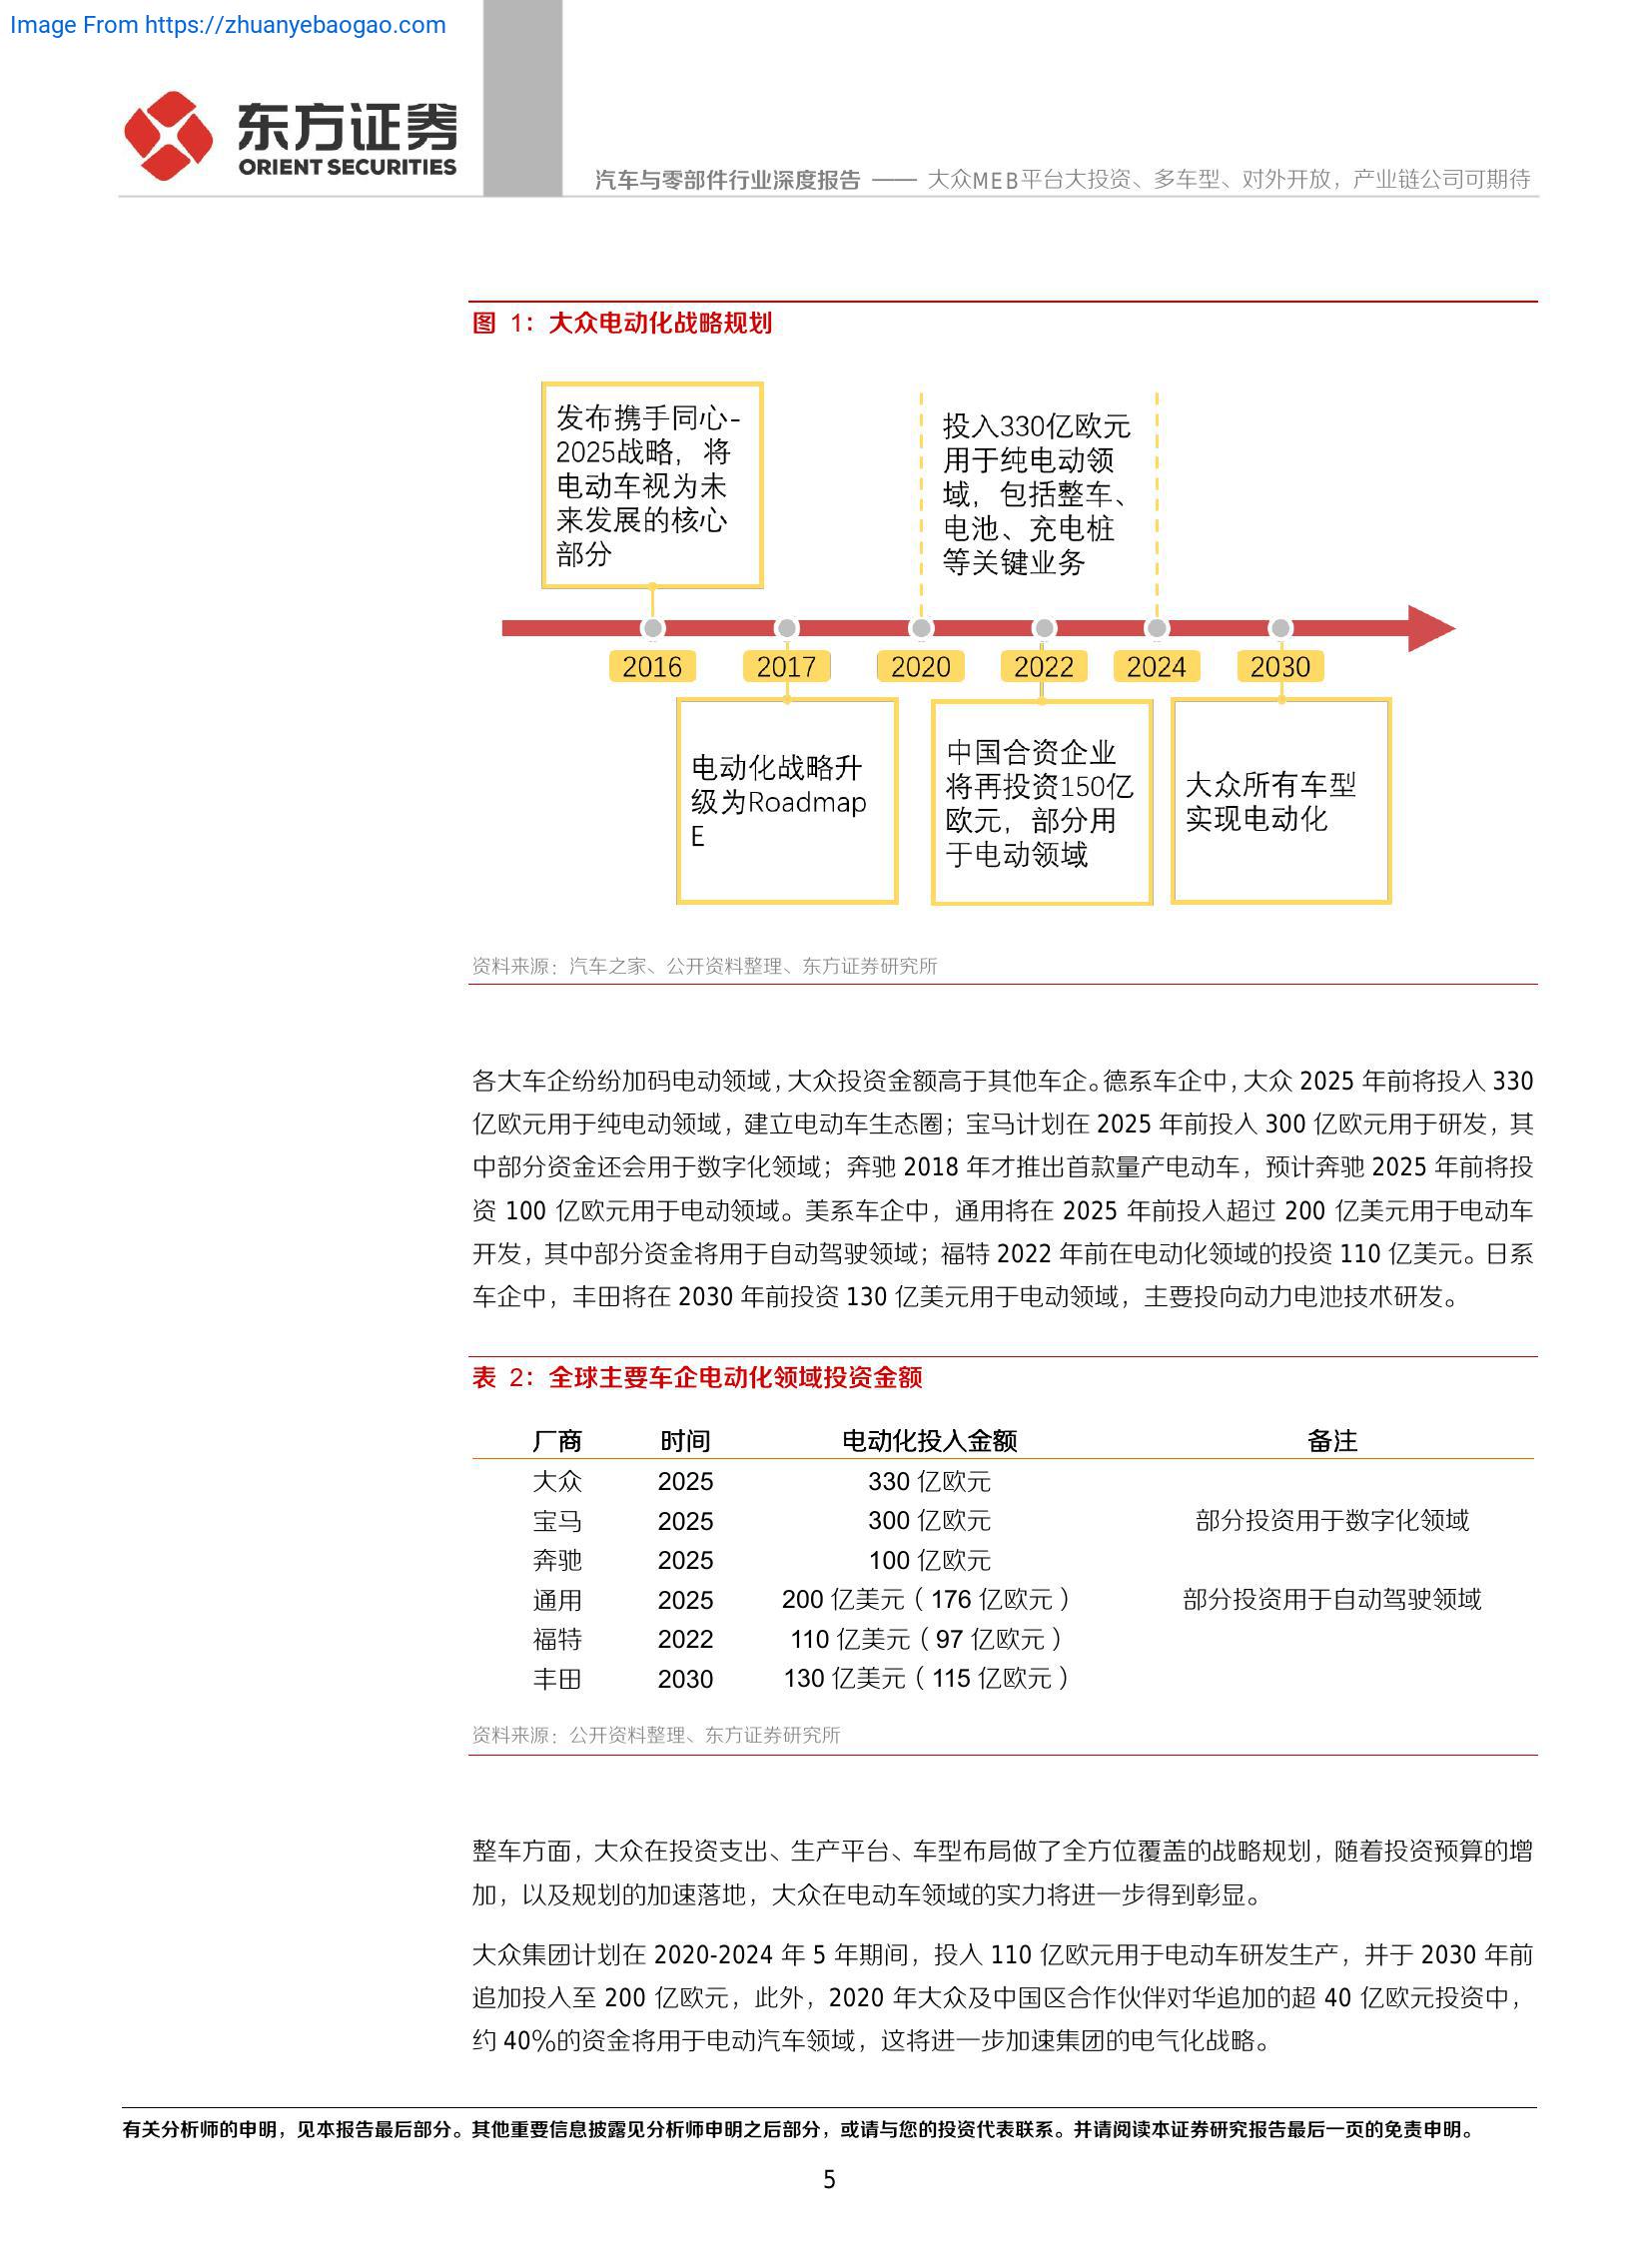 Image From https://zhuanyebaogao.com
东方证券
ORIENT SECURITIES
汽车与零部件行业深度报告 —— 大众MEB平台大投资、多车型、对外开放，产业链公司可期待
图 1：大众电动化战略规划
发布携手同心-
2025战略，将
电动车视为未
来发展的核心
部分
投入330亿欧元
用于纯电动领
域，包括整车、
电池、充电桩
等关键业务
2016 2017 2020 2022 2024 2030
电动化战略升
级为Roadmap
E
中国合资企业
将再投资150亿
欧元，部分用
于电动领域
大众所有车型
实现电动化
资料来源：汽车之家、公开资料整理、东方证券研究所
各大车企纷纷加码电动领域，大众投资金额高于其他车企。德系车企中，大众 2025 年前将投入 330
亿欧元用于纯电动领域，建立电动车生态圈；宝马计划在 2025 年前投入 300 亿欧元用于研发，其
中部分资金还会用于数字化领域；奔驰 2018 年才推出首款量产电动车，预计奔驰 2025 年前将投
资 100 亿欧元用于电动领域。美系车企中，通用将在 2025 年前投入超过 200 亿美元用于电动车
开发，其中部分资金将用于自动驾驶领域；福特 2022 年前在电动化领域的投资 110 亿美元。日系
车企中，丰田将在 2030 年前投资 130 亿美元用于电动领域，主要投向动力电池技术研发。
表 2：全球主要车企电动化领域投资金额
厂商 时间 电动化投入金额 备注
大众 2025 330 亿欧元
宝马 2025 300 亿欧元 部分投资用于数字化领域
奔驰 2025 100 亿欧元
通用 2025 200 亿美元（176 亿欧元） 部分投资用于自动驾驶领域
福特 2022 110 亿美元（97 亿欧元）
丰田 2030 130 亿美元（115 亿欧元）
资料来源：公开资料整理、东方证券研究所
整车方面，大众在投资支出、生产平台、车型布局做了全方位覆盖的战略规划，随着投资预算的增
加，以及规划的加速落地，大众在电动车领域的实力将进一步得到彰显。
大众集团计划在 2020-2024 年 5 年期间，投入 110 亿欧元用于电动车研发生产，并于 2030 年前
追加投入至 200 亿欧元，此外，2020 年大众及中国区合作伙伴对华追加的超 40 亿欧元投资中，
约 40%的资金将用于电动汽车领域，这将进一步加速集团的电气化战略。
有关分析师的申明，见本报告最后部分。其他重要信息披露见分析师申明之后部分，或请与您的投资代表联系。并请阅读本证券研究报告最后一页的免责申明。
5